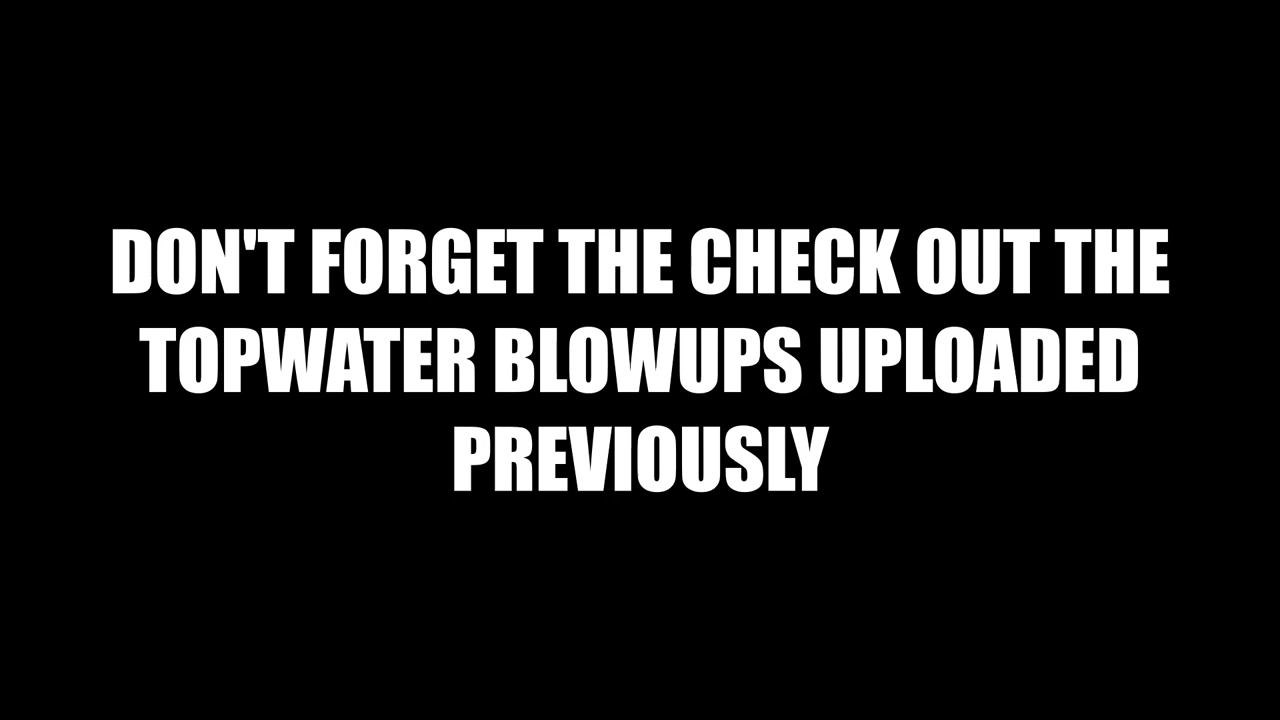 DON'T FORGET THE CHECK OUT THE
TOPWATER BLOWUPS UPLOADED
PREVIOUSLY